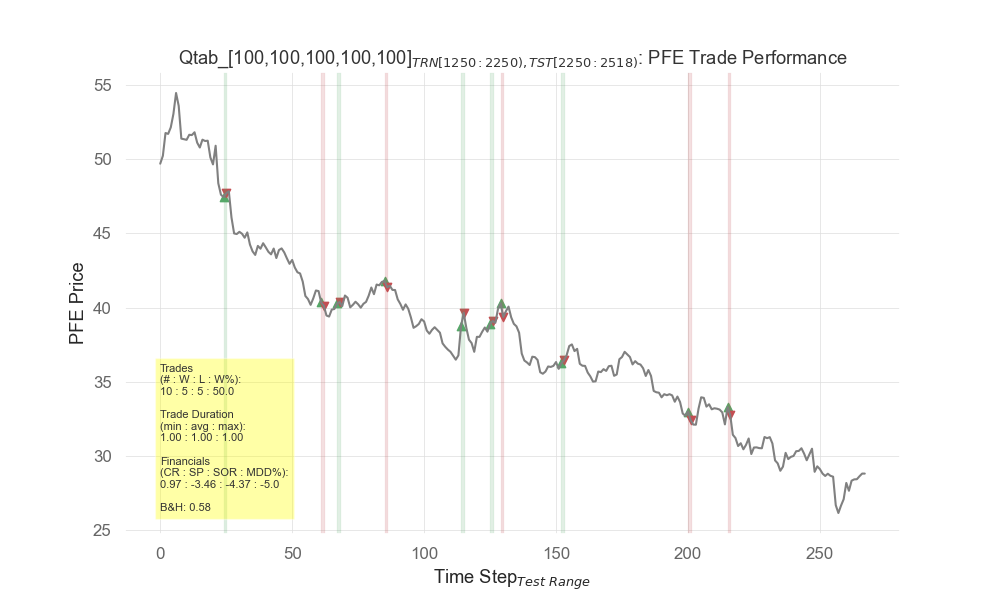 Qtab_[100,100,100,100,100]TRN[1250:2250),TST[2250:2518): PFE Trade Performance
PFE Price
55
50
45
40
35
30
25
Trades
(# : W : L : W%):
10 : 5 : 5 : 50.0
Trade Duration
(min : avg : max):
1.00 : 1.00 : 1.00
Financials
(CR : SP : SOR : MDD%):
0.97 : -3.46 : -4.37 : -5.0
B&H: 0.58
0 50 100 150 200 250
Time StepTest Range